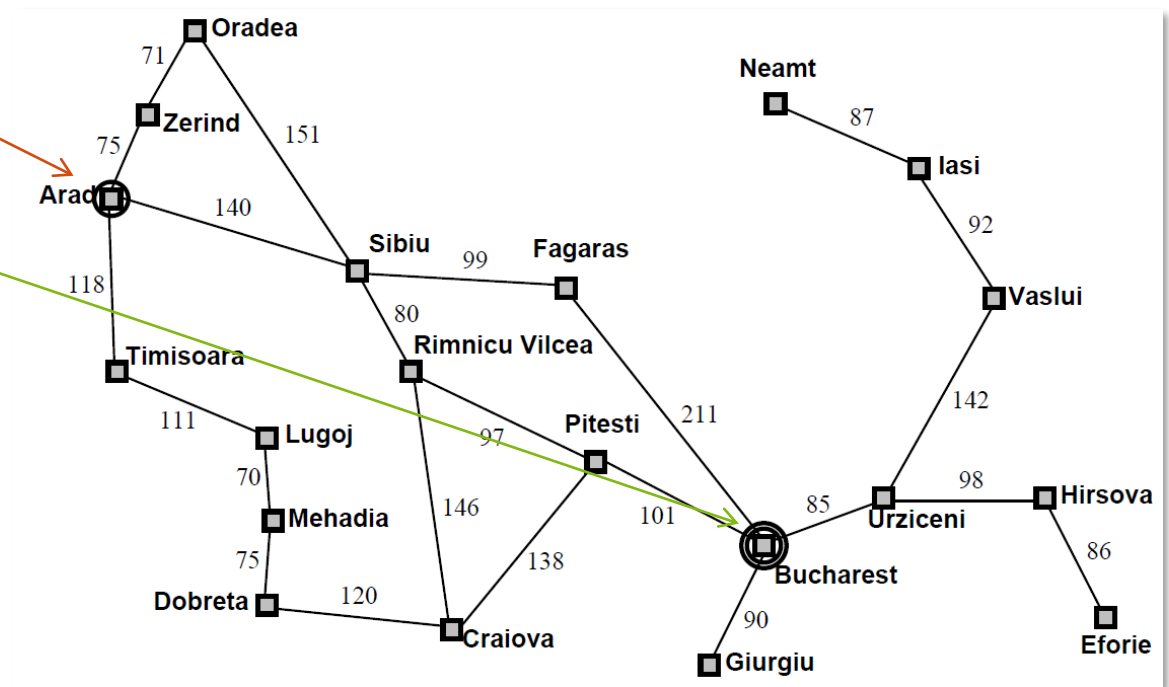 Oradea
71
Neamt
Zerind
87
151
75
Iasi
Arad
140
92
Sibiu
Fagaras
99
118
Vaslui
80
Rimnicu Vilcea
Timisoara
142
211
111
Pitesti
Lugoj
97
70
98
Hirsova
146
85
101
Urziceni
Mehadia
86
138
75
Bucharest
120
Dobreta
90
Craiova
Eforie
Giurgiu